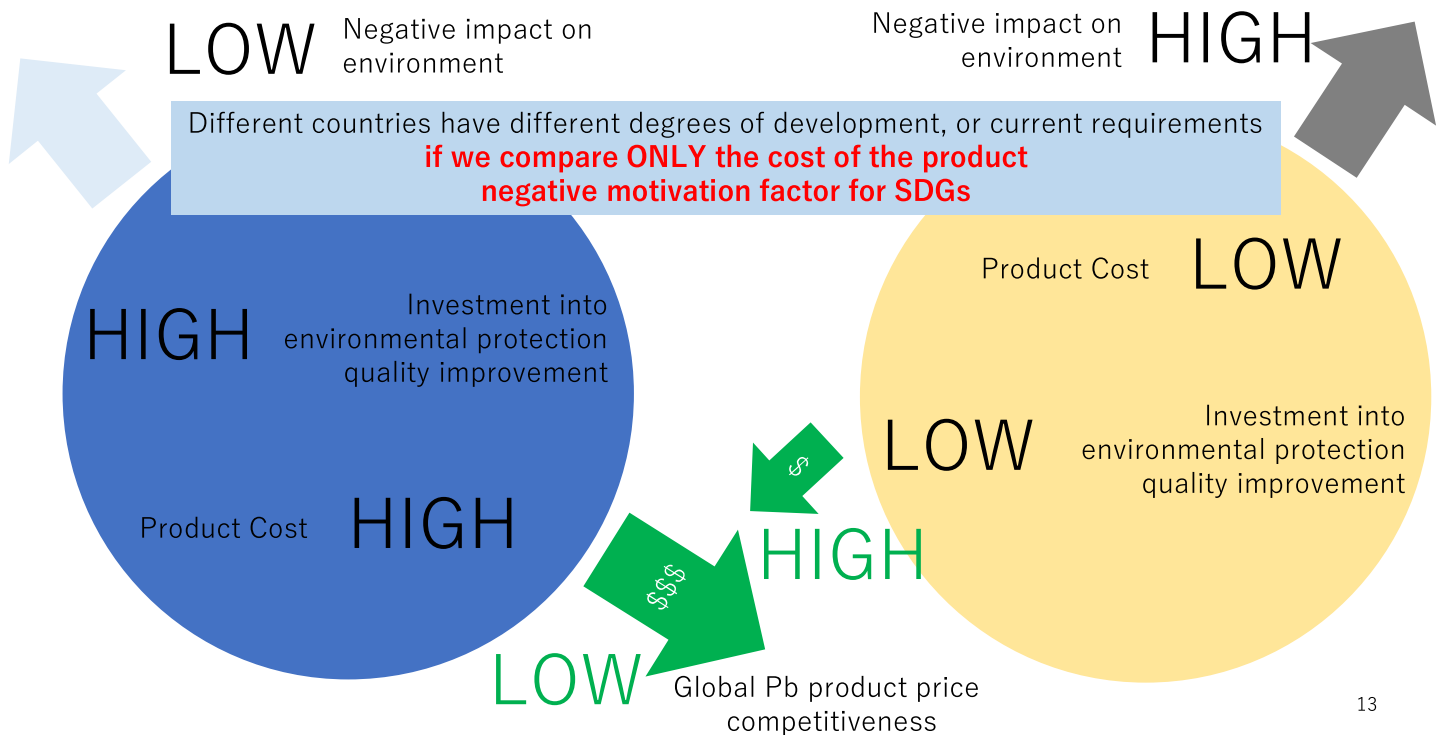 LOW
Negative impact on
environment
Negative impact on
environment
HIGH
Different countries have different degrees of development, or current requirements
if we compare ONLY the cost of the product
negative motivation factor for SDGs
HIGH
Investment into
environmental protection
quality improvement
Product Cost
HIGH
Product Cost
LOW
LOW
Investment into
environmental protection
quality improvement
$
HIGH
$$$
LOW
Global Pb product price
competitiveness
13